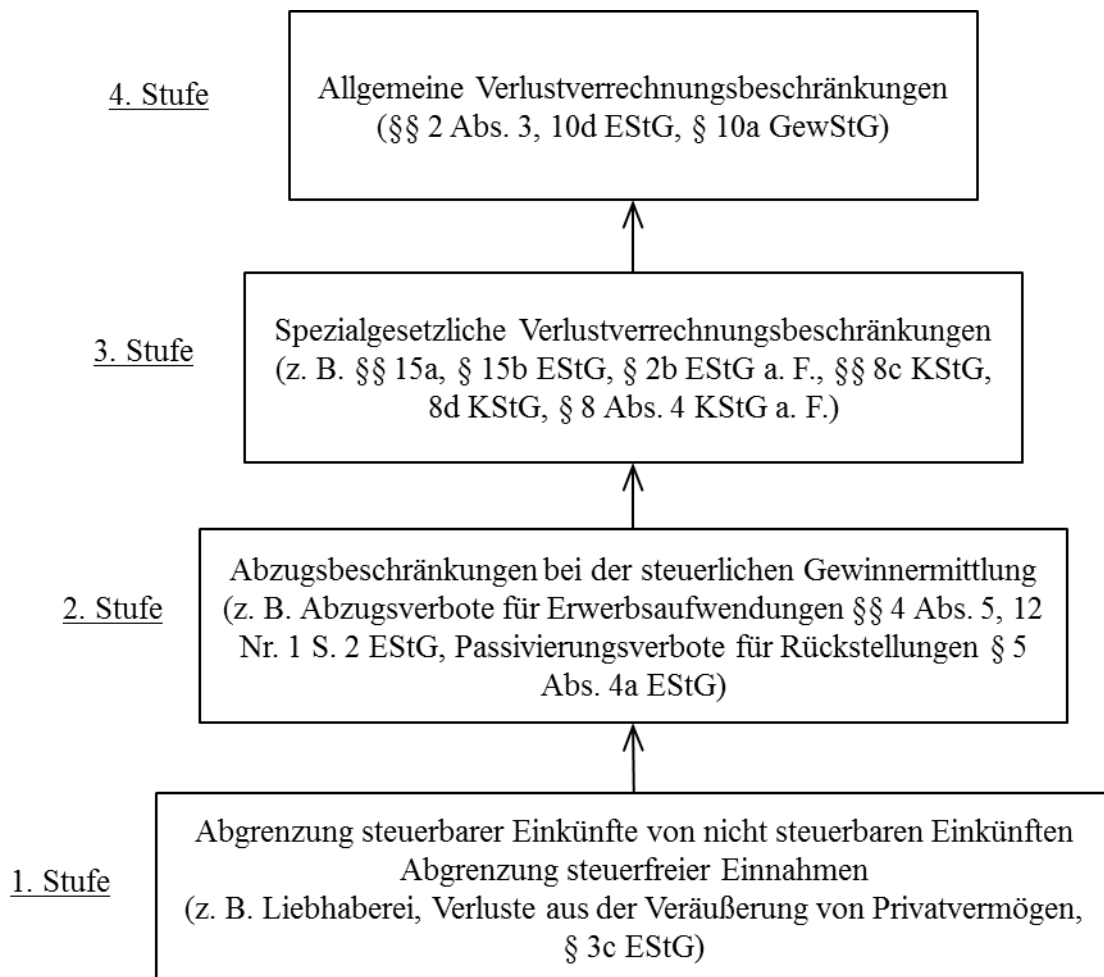 4. Stufe
Allgemeine Verlustverrechnungsbeschränkungen
(§§ 2 Abs. 3, 10d EStG, § 10a GewStG)
3. Stufe
Spezialgesetzliche Verlustverrechnungsbeschränkungen
(z. B. §§ 15a, § 15b EStG, § 2b EStG a. F., §§ 8c KStG,
8d KStG, § 8 Abs. 4 KStG a. F.)
2. Stufe
Abzugsbeschränkungen bei der steuerlichen Gewinnermittlung
(z. B. Abzugsverbote für Erwerbsaufwendungen §§ 4 Abs. 5, 12
Nr. 1 S. 2 EStG, Passivierungsverbote für Rückstellungen § 5
Abs. 4a EStG)
1. Stufe
Abgrenzung steuerbarer Einkünfte von nicht steuerbaren Einkünften
Abgrenzung steuerfreier Einnahmen
(z. B. Liebhaberei, Verluste aus der Veräußerung von Privatvermögen,
§ 3c EStG)